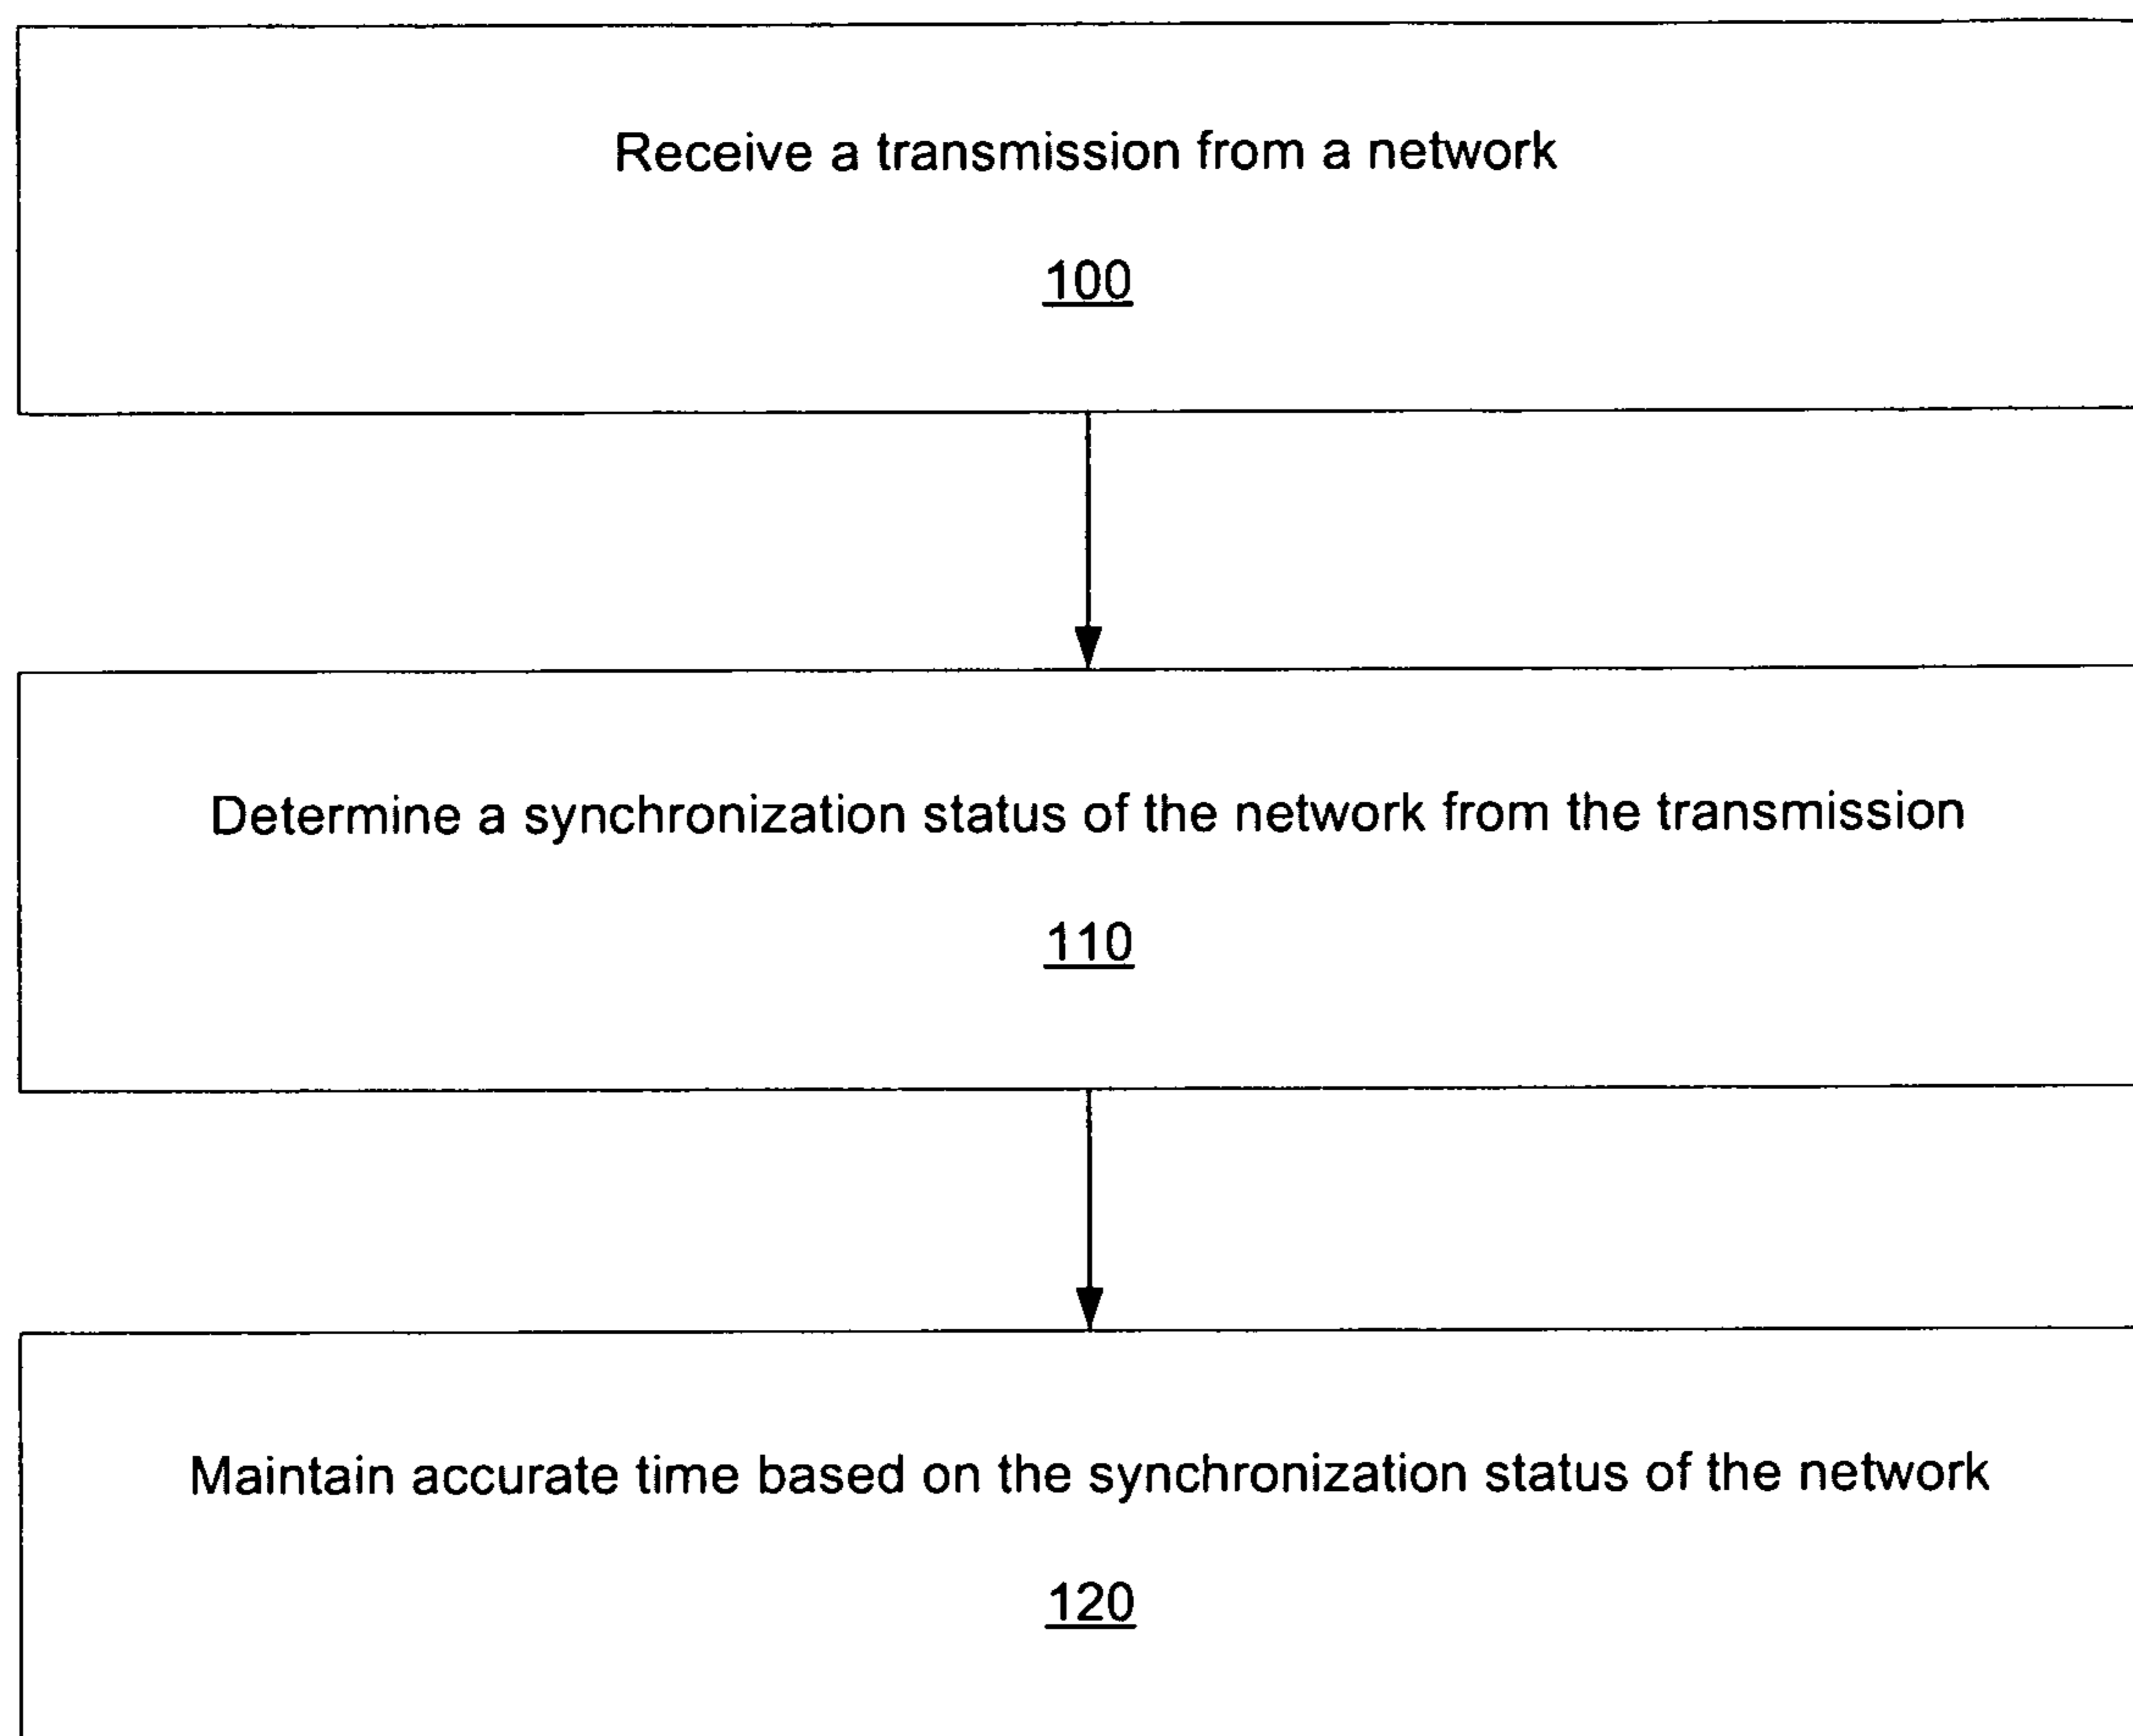 Receive a transmission from a network
100
Determine a synchronization status of the network from the transmission
110
Maintain accurate time based on the synchronization status of the network
120